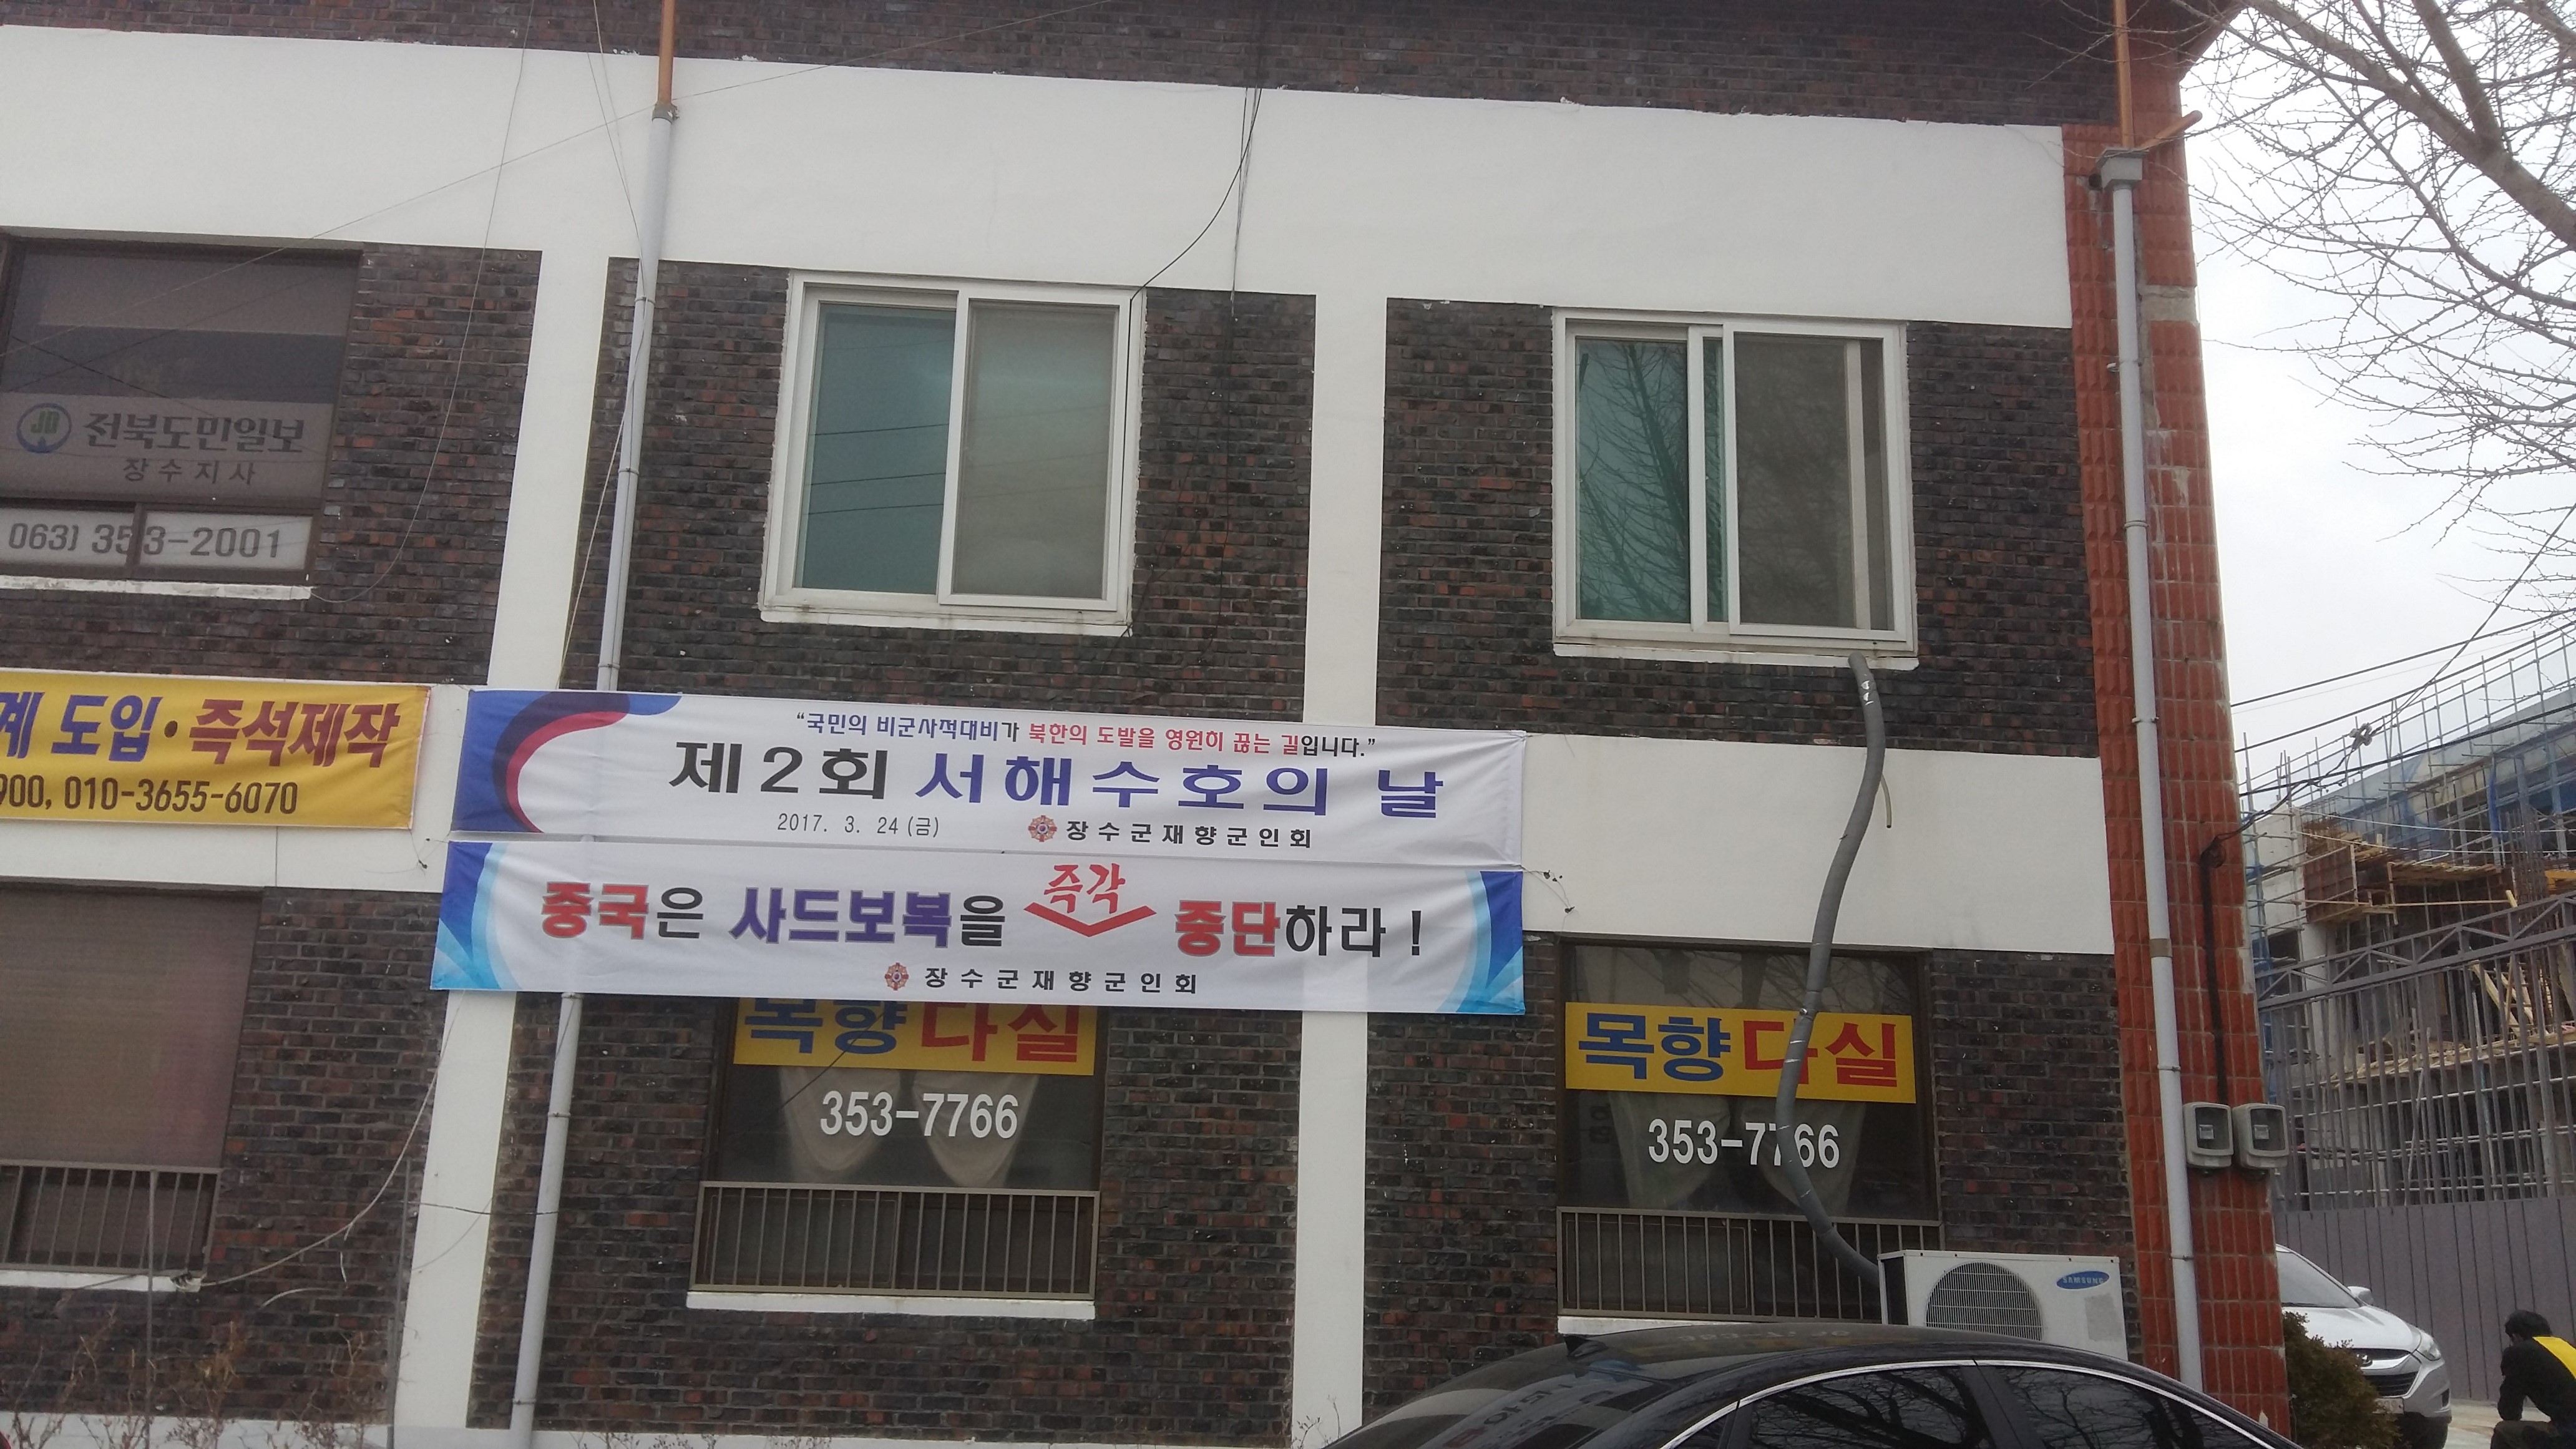 JD 전북도민일보
장수지사
063) 353-2001
계 도입·즉석제작
900, 010-3655-6070
“국민의 비군사적대비가 북한의 도발을 영원히 끊는 길입니다.”
제2회 서해수호의 날
2017. 3. 24 (금) 장수군재향군인회
중국은 사드보복을 즉각 중단하라!
장수군재향군인회
목향다실
353-7766
목향다실
353-7766
SAMSUNG